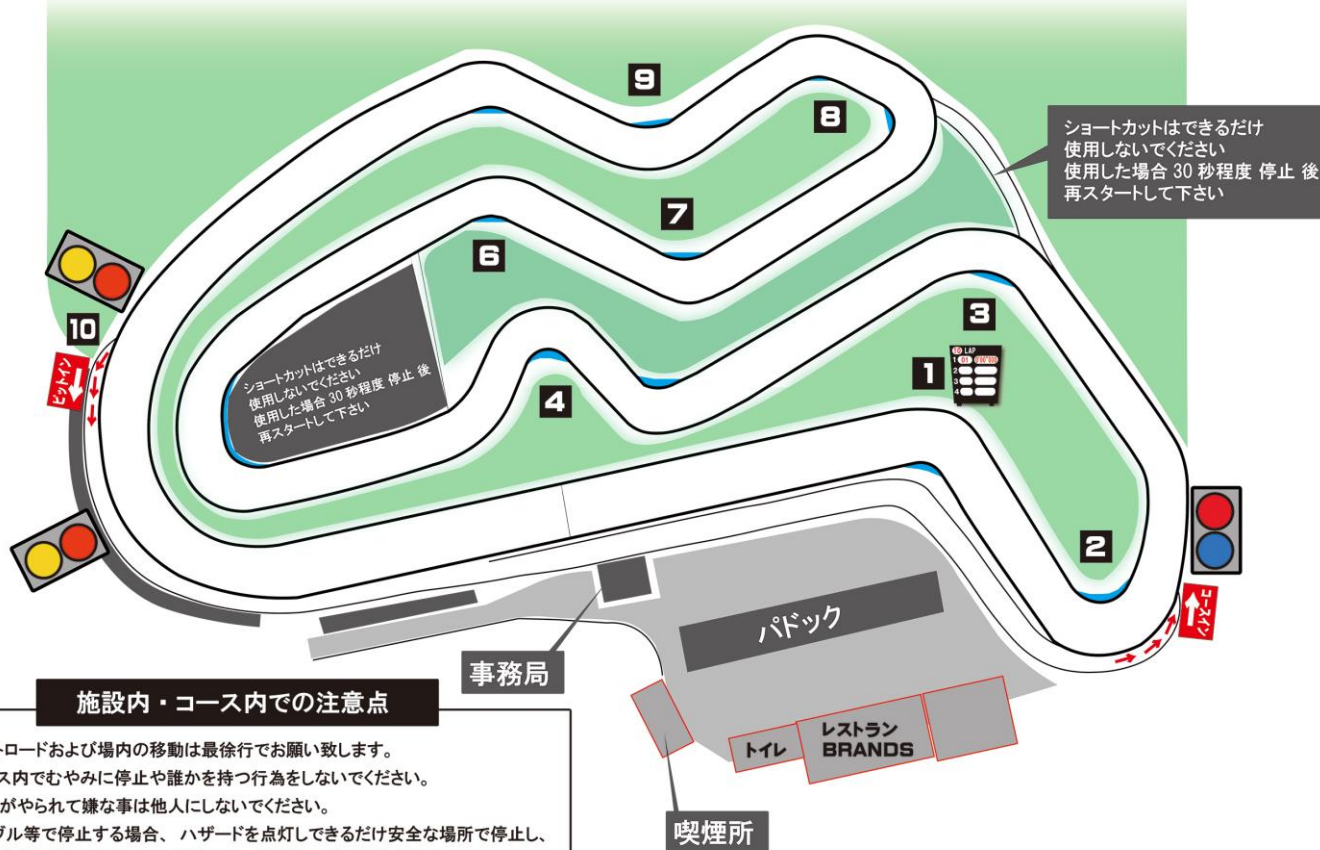 9
8
ショートカットはできるだけ
使用しないでください
使用した場合 30 秒程度 停止 後
再スタートして下さい
7
6
10
3
ピットイン
ショートカットはできるだけ
使用しないでください
使用した場合 30 秒程度 停止 後
再スタートして下さい
10 LAP
1 01 0'00"000
2
3
4
1
4
2
コースイン
パドック
事務局
施設内・コース内での注意点
トロードおよび場内の移動は最徐行でお願い致します。
ス内でむやみに停止や誰かを持つ行為をしないでください。
がやられて嫌な事は他人にしないでください。
ブル等で停止する場合、 ハザードを点灯しできるだけ安全な場所で停止し、
トイレ
レストラン
BRANDS
喫煙所